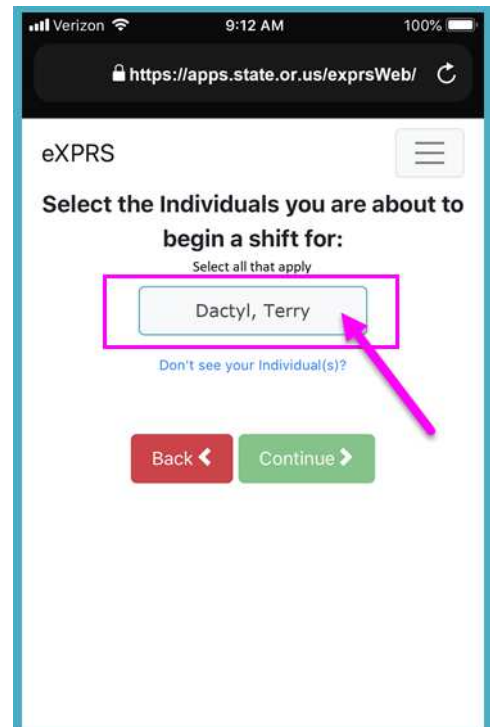 Verizon 9:12 AM 100%
https://apps.state.or.us/exprsWeb/
eXPRS
Select the Individuals you are about to
begin a shift for:
Select all that apply
Dactyl, Terry
Don't see your Individual(s)?
Back Continue